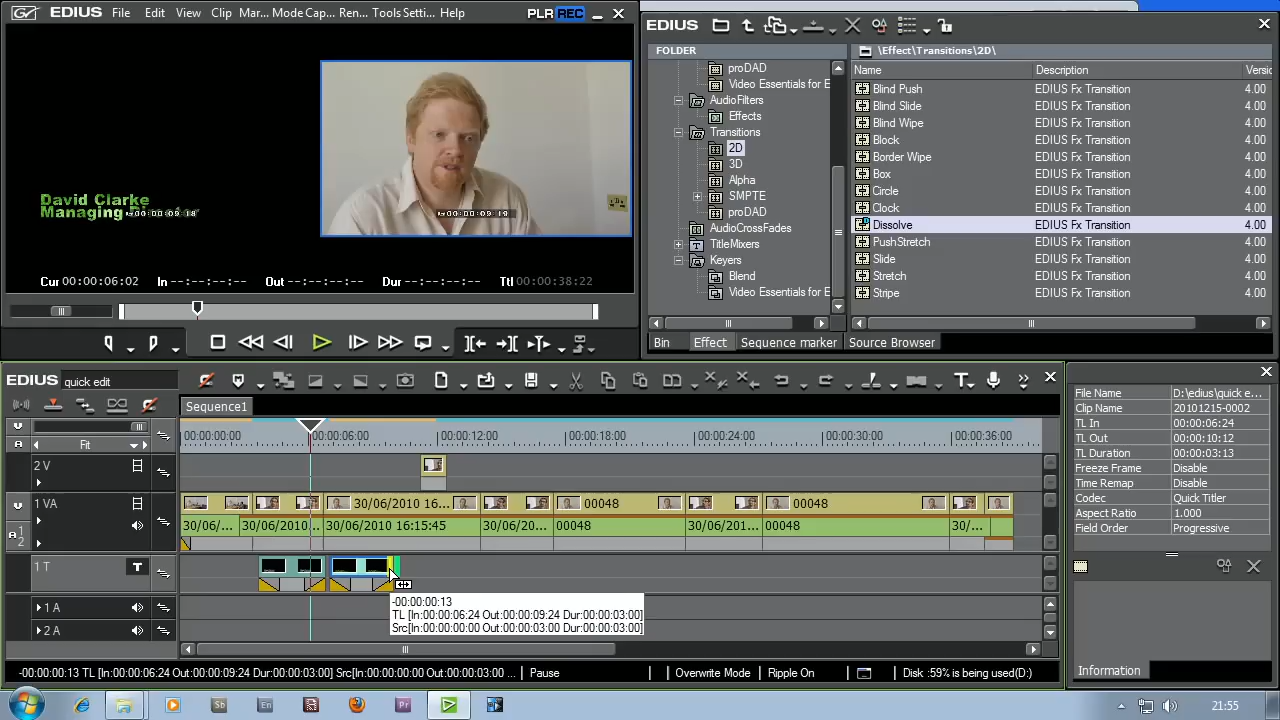 EDIUS File Edit View Clip Mar... Mode Cap... Ren... Tools Setti... Help PLR REC
David Clarke
Cur 00:00:06:02 In --:--:--:-- Out --:--:--:-- Dur --:--:--:-- Ttl 00:00:38:22
EDIUS
FOLDER
proDAD
Video Essentials for E
AudioFilters
Effects
Transitions
2D
3D
Alpha
SMPTE
proDAD
AudioCrossFades
TitleMixers
Keyers
Blend
Video Essentials for E
\Effect\Transitions\2D\
Name Description Versic
Blind Push EDIUS Fx Transition 4.00
Blind Slide EDIUS Fx Transition 4.00
Blind Wipe EDIUS Fx Transition 4.00
Block EDIUS Fx Transition 4.00
Border Wipe EDIUS Fx Transition 4.00
Box EDIUS Fx Transition 4.00
Circle EDIUS Fx Transition 4.00
Clock EDIUS Fx Transition 4.00
Dissolve EDIUS Fx Transition 4.00
PushStretch EDIUS Fx Transition 4.00
Slide EDIUS Fx Transition 4.00
Stretch EDIUS Fx Transition 4.00
Stripe EDIUS Fx Transition 4.00
Bin Effect Sequence marker Source Browser
EDIUS quick edit
Sequence1
Fit
00:00:00:00 00:00:06:00 00:00:12:00 00:00:18:00 00:00:24:00 00:00:30:00 00:00:36:00
2 V
1 VA 30/06/2010 16... 00048 00048
30/06/... 30/06/2010... 30/06/2010 16:15:45 30/06/20... 00048 30/06/201... 00048 30/...
1 T T
-00:00:00:13
TL [In:00:00:06:24 Out:00:00:09:24 Dur:00:00:03:00]
Src[In:00:00:00:00 Out:00:00:03:00 Dur:00:00:03:00]
1 A
2 A
File Name D:\edius\quick e...
Clip Name 20101215-0002
TL In 00:00:06:24
TL Out 00:00:10:12
TL Duration 00:00:03:13
Freeze Frame Disable
Time Remap Disable
Codec Quick Titler
Aspect Ratio 1.000
Field Order Progressive
Information
-00:00:00:13 TL [In:00:00:06:24 Out:00:00:09:24 Dur:00:00:03:00] Src[In:00:00:00:00 Out:00:00:03:00 ... Pause Overwrite Mode Ripple On Disk :59% is being used(D:)
Sb En Pr 21:55